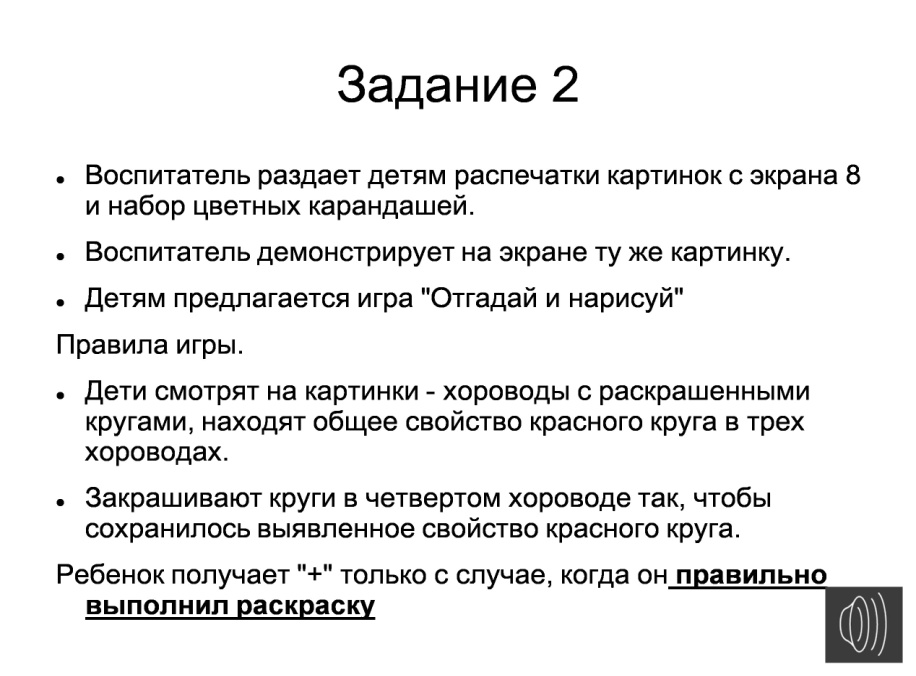 Задание 2
Воспитатель раздает детям распечатки картинок с экрана 8
и набор цветных карандашей.
Воспитатель демонстрирует на экране ту же картинку.
Детям предлагается игра "Отгадай и нарисуй"
Правила игры.
Дети смотрят на картинки - хороводы с раскрашенными
кругами, находят общее свойство красного круга в трех
хороводах.
Закрашивают круги в четвертом хороводе так, чтобы
сохранилось выявленное свойство красного круга.
Ребенок получает "+" только с случае, когда он правильно
выполнил раскраску